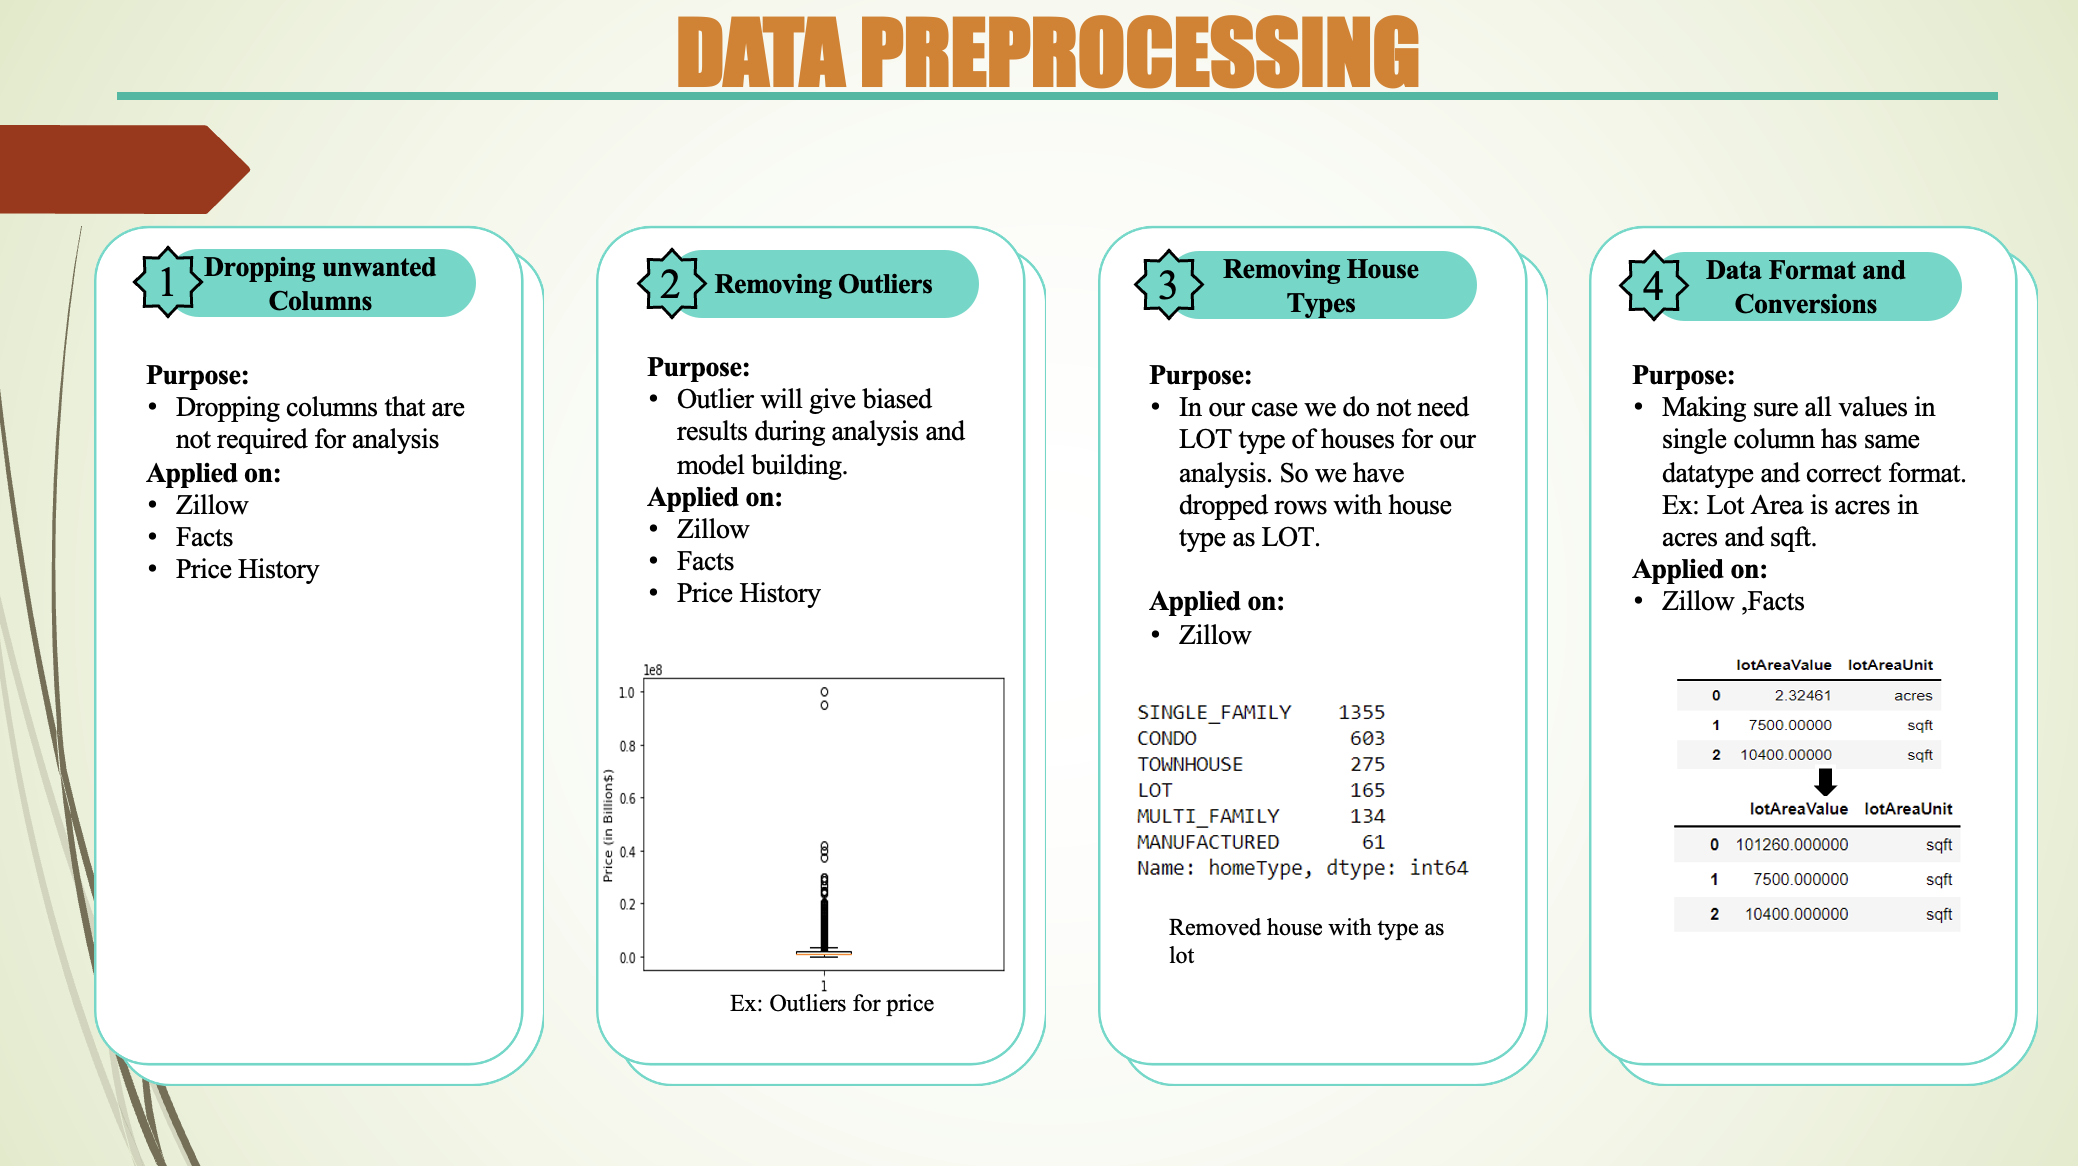 DATA PREPROCESSING
1
Dropping unwanted
Columns
Purpose:
• Dropping columns that are
not required for analysis
Applied on:
• Zillow
• Facts
• Price History
2
Removing Outliers
Purpose:
• Outlier will give biased
results during analysis and
model building.
Applied on:
• Zillow
• Facts
• Price History
1e8
1.0
0.8
0.6
0.4
0.2
0.0
Price (in Billion$)
1
Ex: Outliers for price
3
Removing House
Types
Purpose:
• In our case we do not need
LOT type of houses for our
analysis. So we have
dropped rows with house
type as LOT.
Applied on:
• Zillow
SINGLE_FAMILY 1355
CONDO 603
TOWNHOUSE 275
LOT 165
MULTI_FAMILY 134
MANUFACTURED 61
Name: homeType, dtype: int64
Removed house with type as
lot
4
Data Format and
Conversions
Purpose:
• Making sure all values in
single column has same
datatype and correct format.
Ex: Lot Area is acres in
acres and sqft.
Applied on:
• Zillow ,Facts
lotAreaValue lotAreaUnit
0 2.32461 acres
1 7500.00000 sqft
2 10400.00000 sqft
lotAreaValue lotAreaUnit
0 101260.000000 sqft
1 7500.000000 sqft
2 10400.000000 sqft